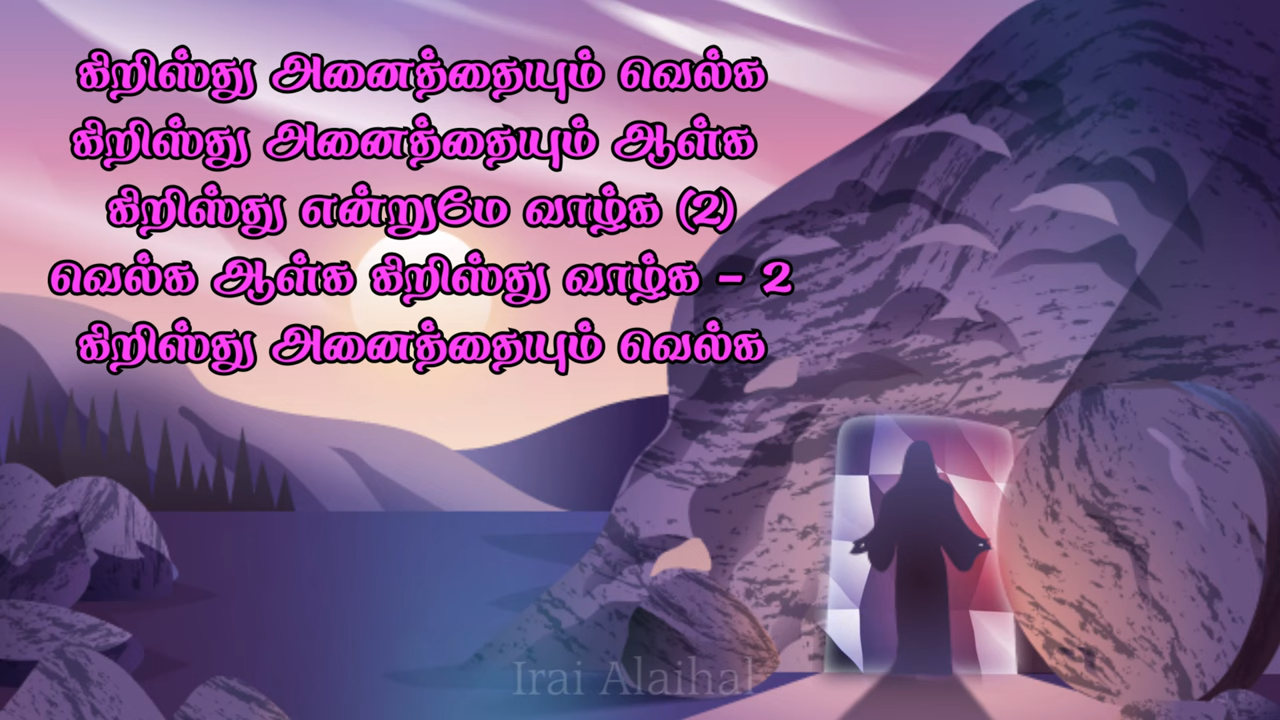 கிறிஸ்து அனைத்தையும் வெல்க
கிறிஸ்து அனைத்தையும் ஆள்க
கிறிஸ்து என்றுமே வாழ்க (2)
வெல்க ஆள்க கிறிஸ்து வாழ்க - 2
கிறிஸ்து அனைத்தையும் வெல்க
Irai Alaihal